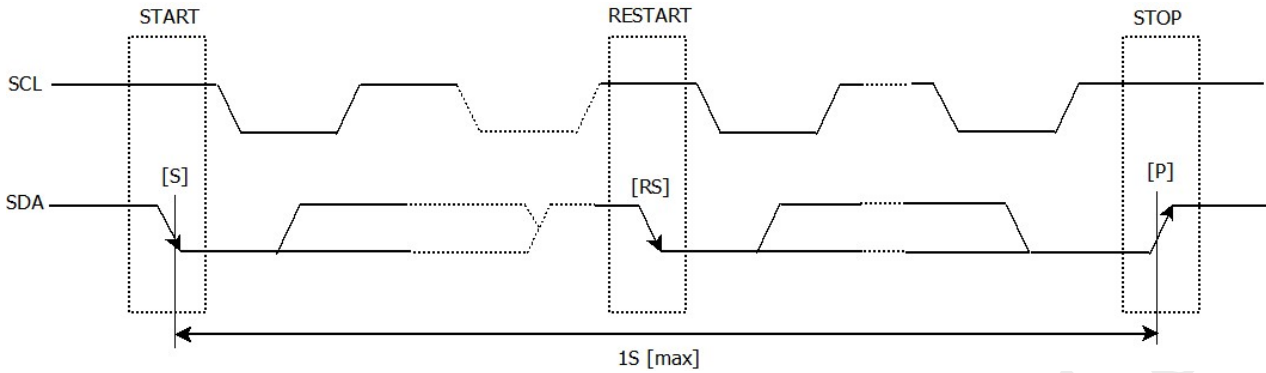 START
RESTART
STOP
SCL
[S]
[RS]
[P]
SDA
1S [max]